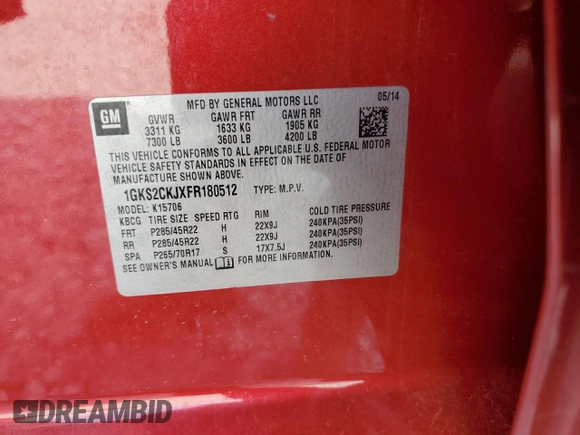 GM
MFD BY GENERAL MOTORS LLC
05/14
GVWR GAWR FRT GAWR RR
3311 KG 1633 KG 1905 KG
7300 LB 3600 LB 4200 LB
THIS VEHICLE CONFORMS TO ALL APPLICABLE U.S. FEDERAL MOTOR
VEHICLE SAFETY STANDARDS IN EFFECT ON THE DATE OF
MANUFACTURE SHOWN ABOVE.
1GKS2CKJXFR180512 TYPE: M.P.V.
MODEL: K15706
KBCG TIRE SIZE SPEED RTG RIM COLD TIRE PRESSURE
FRT P285/45R22 H 22X9J 240KPA(35PSI)
RR P285/45R22 H 22X9J 240KPA(35PSI)
SPA P265/70R17 S 17X7.5J 240KPA(35PSI)
SEE OWNER'S MANUAL FOR MORE INFORMATION.
DREAMBID